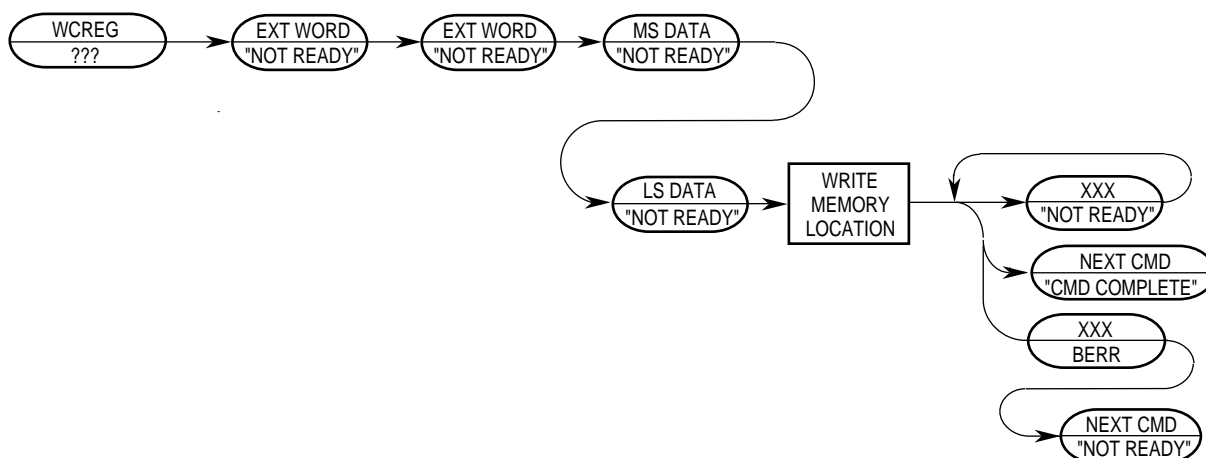 WCREG
???
EXT WORD
"NOT READY"
EXT WORD
"NOT READY"
MS DATA
"NOT READY"
LS DATA
"NOT READY"
WRITE
MEMORY
LOCATION
XXX
"NOT READY"
NEXT CMD
"CMD COMPLETE"
XXX
BERR
NEXT CMD
"NOT READY"